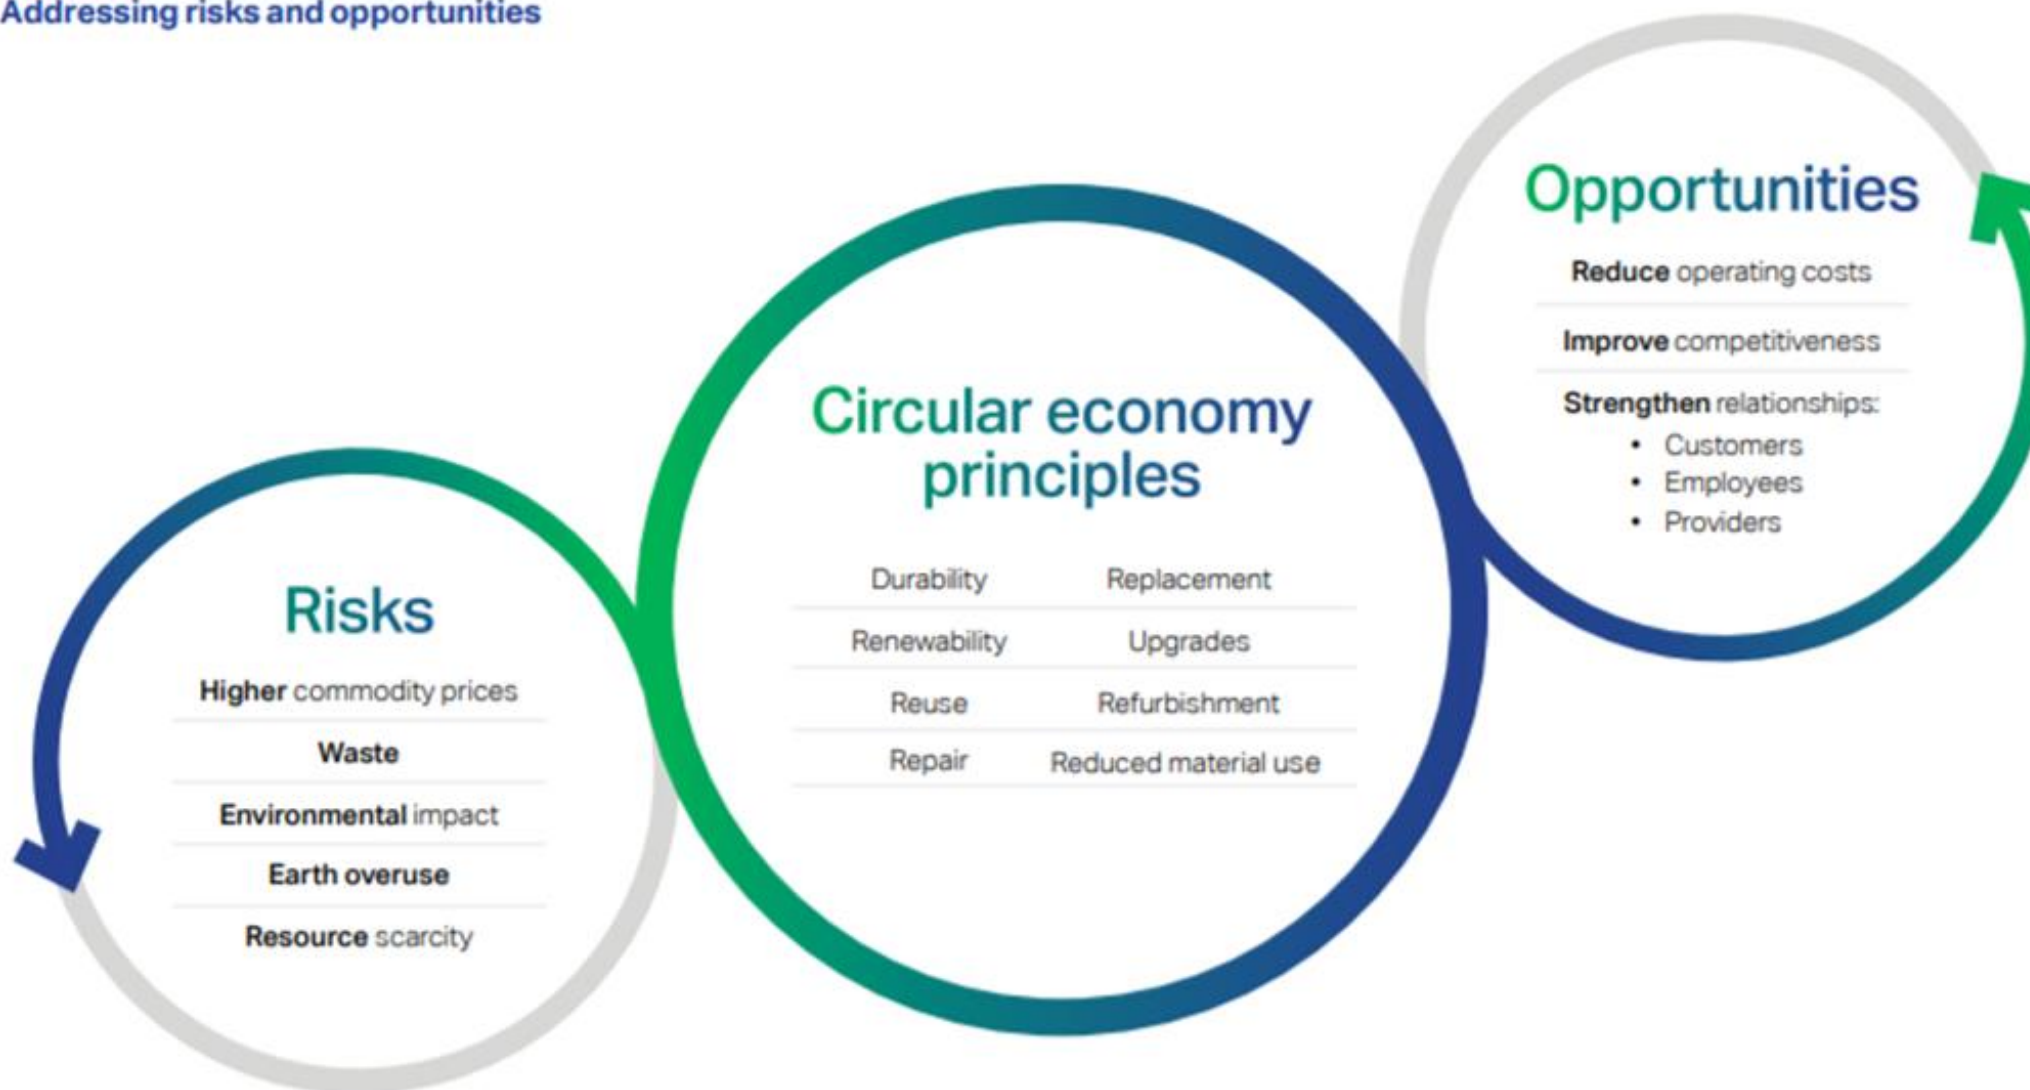 Addressing risks and opportunities
Risks
Higher commodity prices
Waste
Environmental impact
Earth overuse
Resource scarcity
Circular economy
principles
Durability Replacement
Renewability Upgrades
Reuse Refurbishment
Repair Reduced material use
Opportunities
Reduce operating costs
Improve competitiveness
Strengthen relationships:
• Customers
• Employees
• Providers